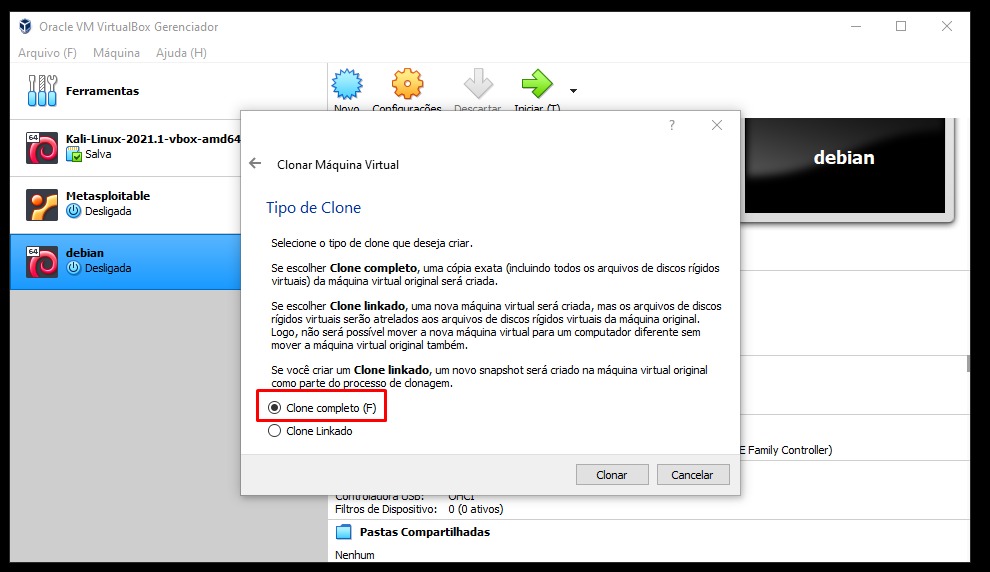 Oracle VM VirtualBox Gerenciador
Arquivo (F) Máquina Ajuda (H)
Ferramentas
Novo Configurações Descartar Iniciar (T)
64
Kali-Linux-2021.1-vbox-amd64
Salva
Metasploitable
Desligada
64
debian
Desligada
debian
?
Clonar Máquina Virtual
Tipo de Clone
Selecione o tipo de clone que deseja criar.
Se escolher Clone completo, uma cópia exata (incluindo todos os arquivos de discos rígidos
virtuais) da máquina virtual original será criada.
Se escolher Clone linkado, uma nova máquina virtual será criada, mas os arquivos de discos
rígidos virtuais serão atrelados aos arquivos de discos rígidos virtuais da máquina original.
Logo, não será possível mover a nova máquina virtual para um computador diferente sem
mover a máquina virtual original também.
Se você criar um Clone linkado, um novo snapshot será criado na máquina virtual original
como parte do processo de clonagem.
Clone completo (F)
Clone Linkado
E Family Controller)
Clonar Cancelar
Controladora USB: OHCI
Filtros de Dispositivo: 0 (0 ativos)
Pastas Compartilhadas
Nenhum